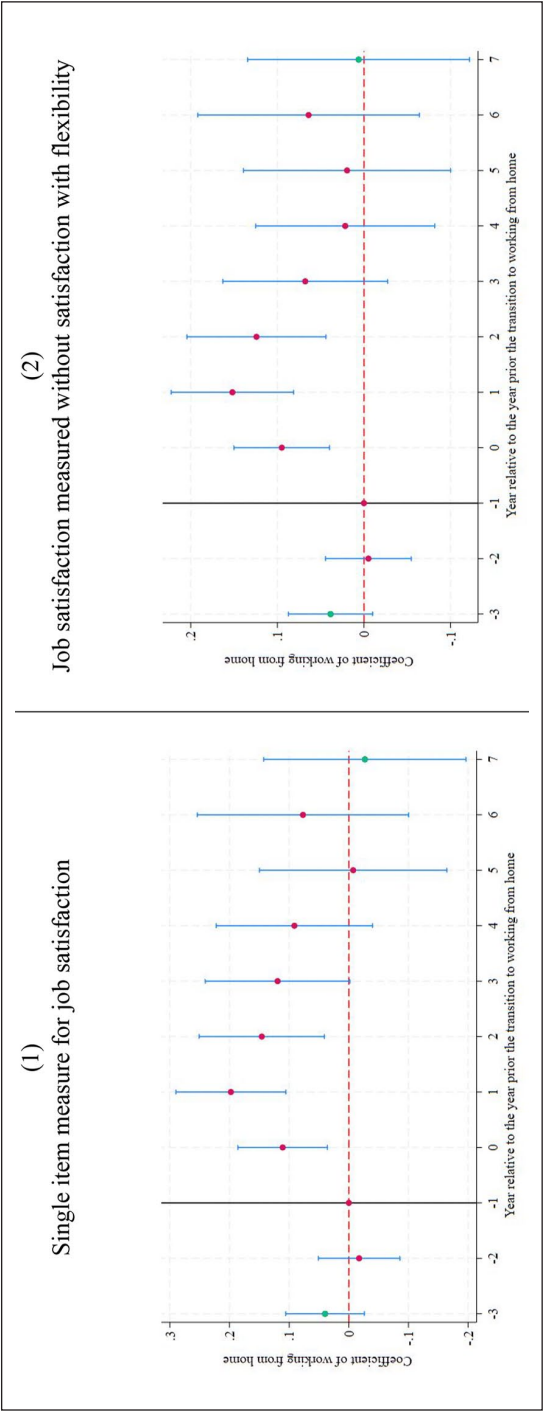 (1)
Single item measure for job satisfaction
.3
.2
.1
0
-.1
-.2
Coefficient of working from home
-3 -2 -1 0 1 2 3 4 5 6 7
Year relative to the year prior the transition to working from home
(2)
Job satisfaction measured without satisfaction with flexibility
.2
.1
0
-.1
Coefficient of working from home
-3 -2 -1 0 1 2 3 4 5 6 7
Year relative to the year prior the transition to working from home